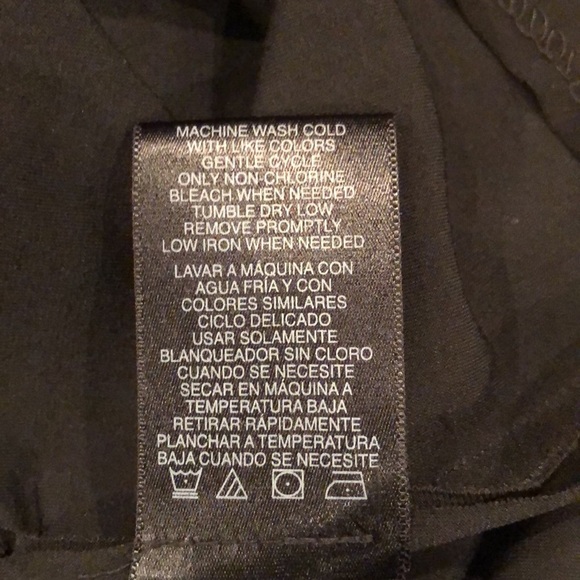 MACHINE WASH COLD
WITH LIKE COLORS
GENTLE CYCLE
ONLY NON-CHLORINE
BLEACH WHEN NEEDED
TUMBLE DRY LOW
REMOVE PROMPTLY
LOW IRON WHEN NEEDED
LAVAR A MÁQUINA CON
AGUA FRÍA Y CON
COLORES SIMILARES
CICLO DELICADO
USAR SOLAMENTE
BLANQUEADOR SIN CLORO
CUANDO SE NECESITE
SECAR EN MÁQUINA A
TEMPERATURA BAJA
RETIRAR RÁPIDAMENTE
PLANCHAR A TEMPERATURA
BAJA CUANDO SE NECESITE